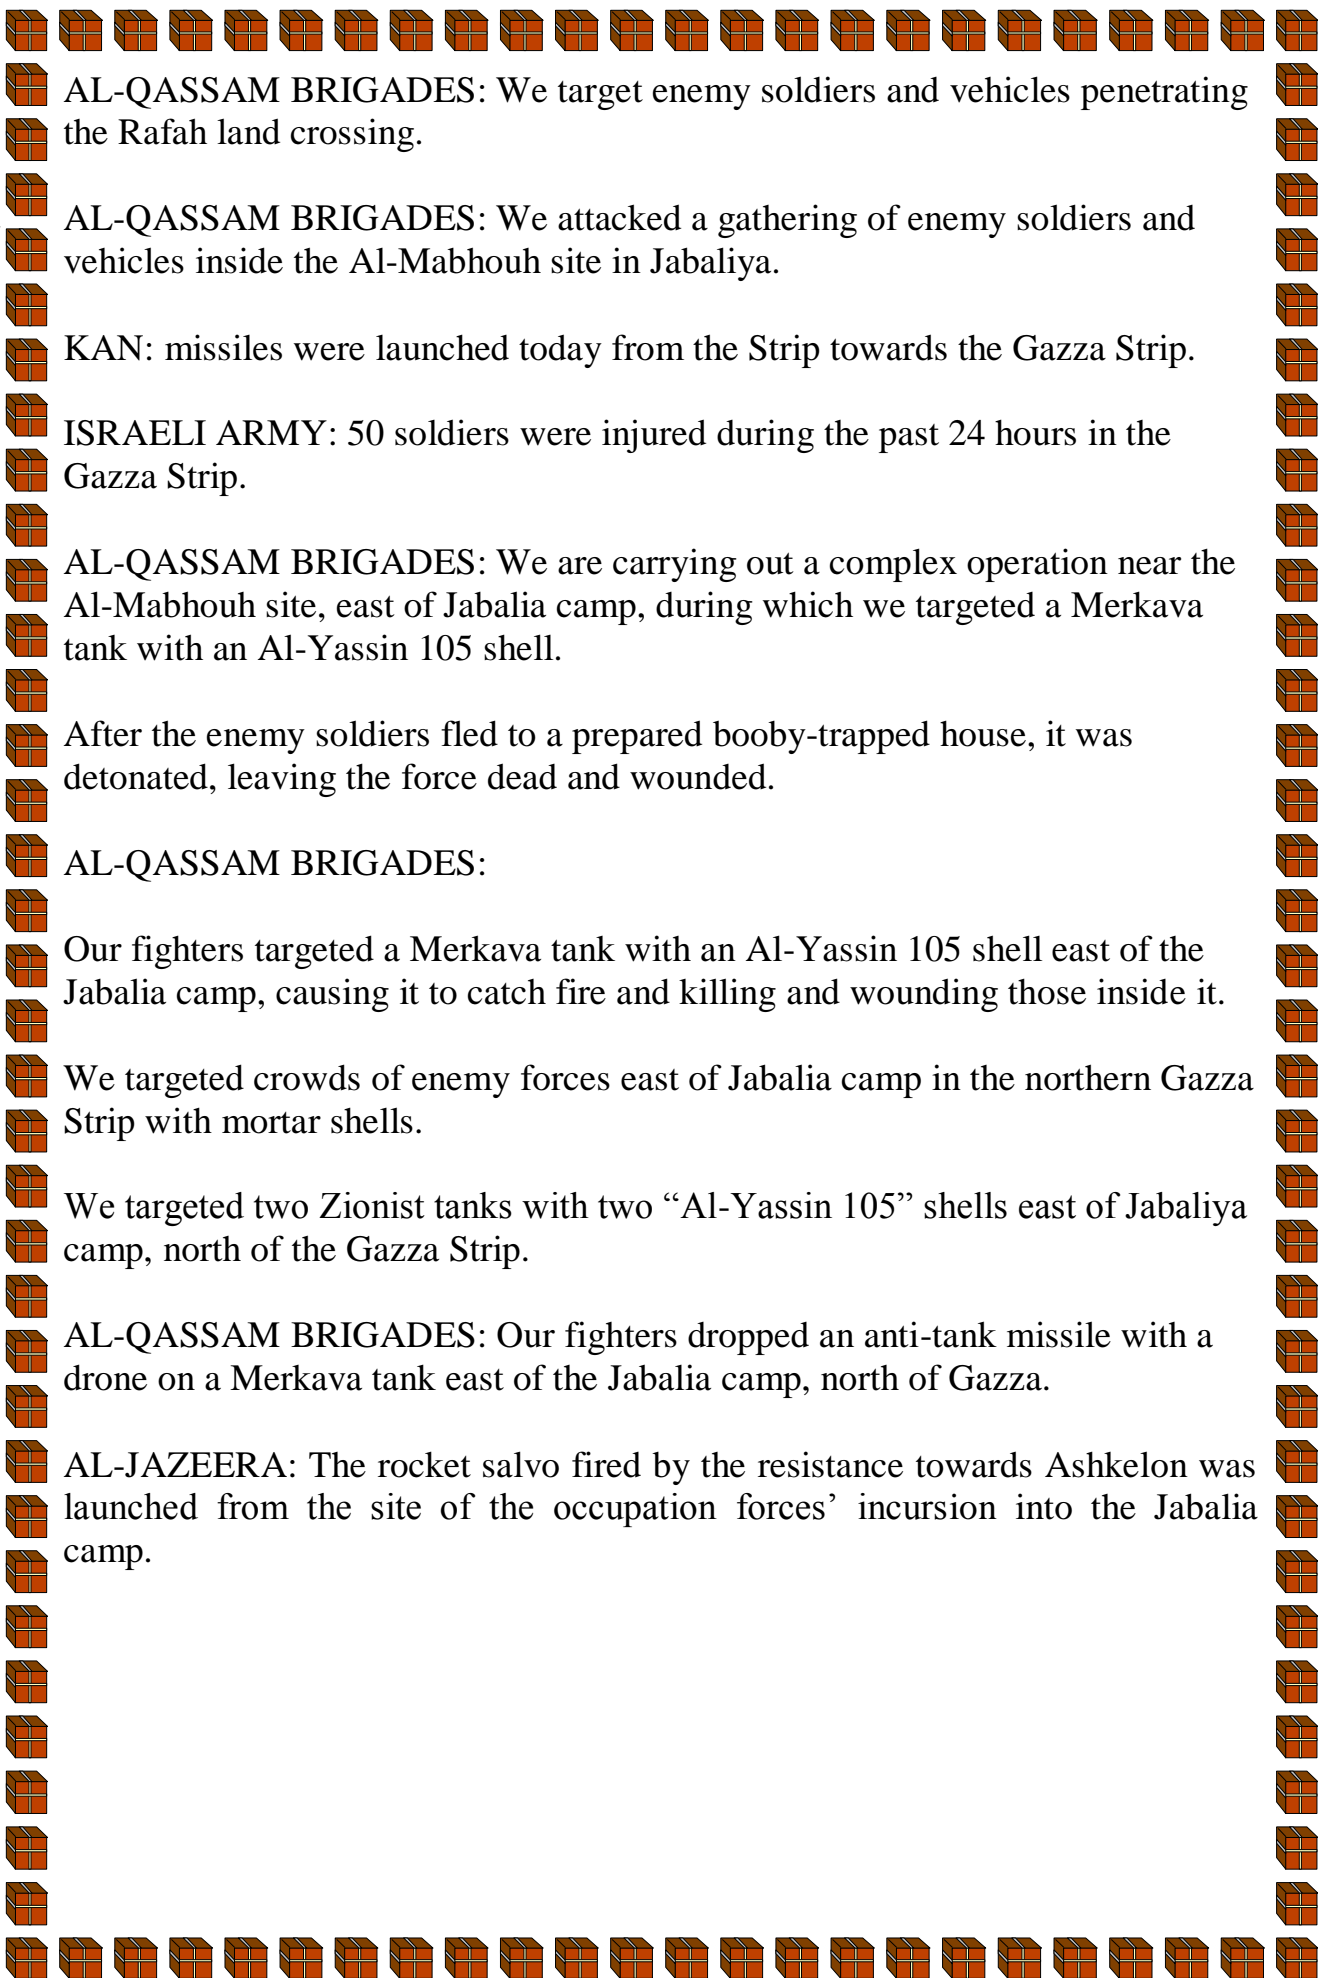 AL-QASSAM BRIGADES: We target enemy soldiers and vehicles penetrating
the Rafah land crossing.
AL-QASSAM BRIGADES: We attacked a gathering of enemy soldiers and
vehicles inside the Al-Mabhouh site in Jabaliya.
KAN: missiles were launched today from the Strip towards the Gazza Strip.
ISRAELI ARMY: 50 soldiers were injured during the past 24 hours in the
Gazza Strip.
AL-QASSAM BRIGADES: We are carrying out a complex operation near the
Al-Mabhouh site, east of Jabalia camp, during which we targeted a Merkava
tank with an Al-Yassin 105 shell.
After the enemy soldiers fled to a prepared booby-trapped house, it was
detonated, leaving the force dead and wounded.
AL-QASSAM BRIGADES:
Our fighters targeted a Merkava tank with an Al-Yassin 105 shell east of the
Jabalia camp, causing it to catch fire and killing and wounding those inside it.
We targeted crowds of enemy forces east of Jabalia camp in the northern Gazza
Strip with mortar shells.
We targeted two Zionist tanks with two “Al-Yassin 105” shells east of Jabaliya
camp, north of the Gazza Strip.
AL-QASSAM BRIGADES: Our fighters dropped an anti-tank missile with a
drone on a Merkava tank east of the Jabalia camp, north of Gazza.
AL-JAZEERA: The rocket salvo fired by the resistance towards Ashkelon was
launched from the site of the occupation forces’ incursion into the Jabalia
camp.